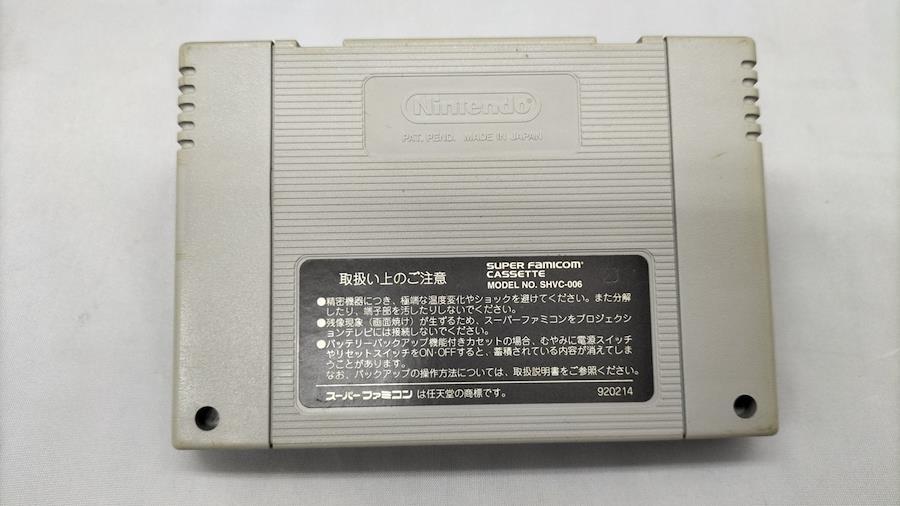 Nintendo®
PAT. PEND. MADE IN JAPAN
取扱い上のご注意
SUPER FAMICOM
CASSETTE
MODEL NO. SHVC-006
●精密機器につき、極端な温度変化やショックを避けてください。また分解
したり、端子部を汚したりしないでください。
●残像現象（画面焼け）が生ずるため、スーパーファミコンをプロジェクシ
ョンテレビには接続しないでください。
●バッテリーバックアップ機能付きカセットの場合、むやみに電源スイッチ
やリセットスイッチをON・OFFすると、蓄積されている内容が消えてしま
うことがあります。
なお、バックアップの操作方法については、取扱説明書をご参照ください。
スーパーファミコン は任天堂の商標です。
920214